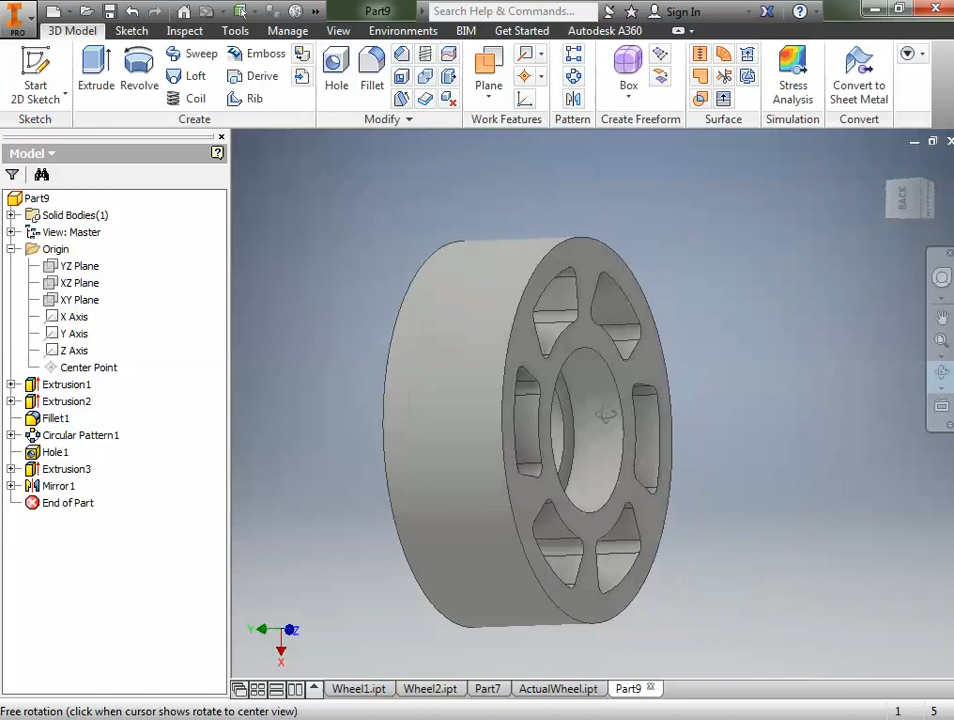 Part9
Search Help & Commands...
Sign In
PRO
3D Model Sketch Inspect Tools Manage View Environments BIM Get Started Autodesk A360
Start
2D Sketch
Extrude
Revolve
Sweep
Loft
Coil
Emboss
Derive
Rib
Hole
Fillet
Plane
Box
Stress
Analysis
Convert to
Sheet Metal
Sketch Create Modify Work Features Pattern Create Freeform Surface Simulation Convert
Model
Part9
Solid Bodies(1)
View: Master
Origin
YZ Plane
XZ Plane
XY Plane
X Axis
Y Axis
Z Axis
Center Point
Extrusion1
Extrusion2
Fillet1
Circular Pattern1
Hole1
Extrusion3
Mirror1
End of Part
BACK
Y Z
X
Wheel1.ipt Wheel2.ipt Part7 ActualWheel.ipt Part9
Free rotation (click when cursor shows rotate to center view) 1 5